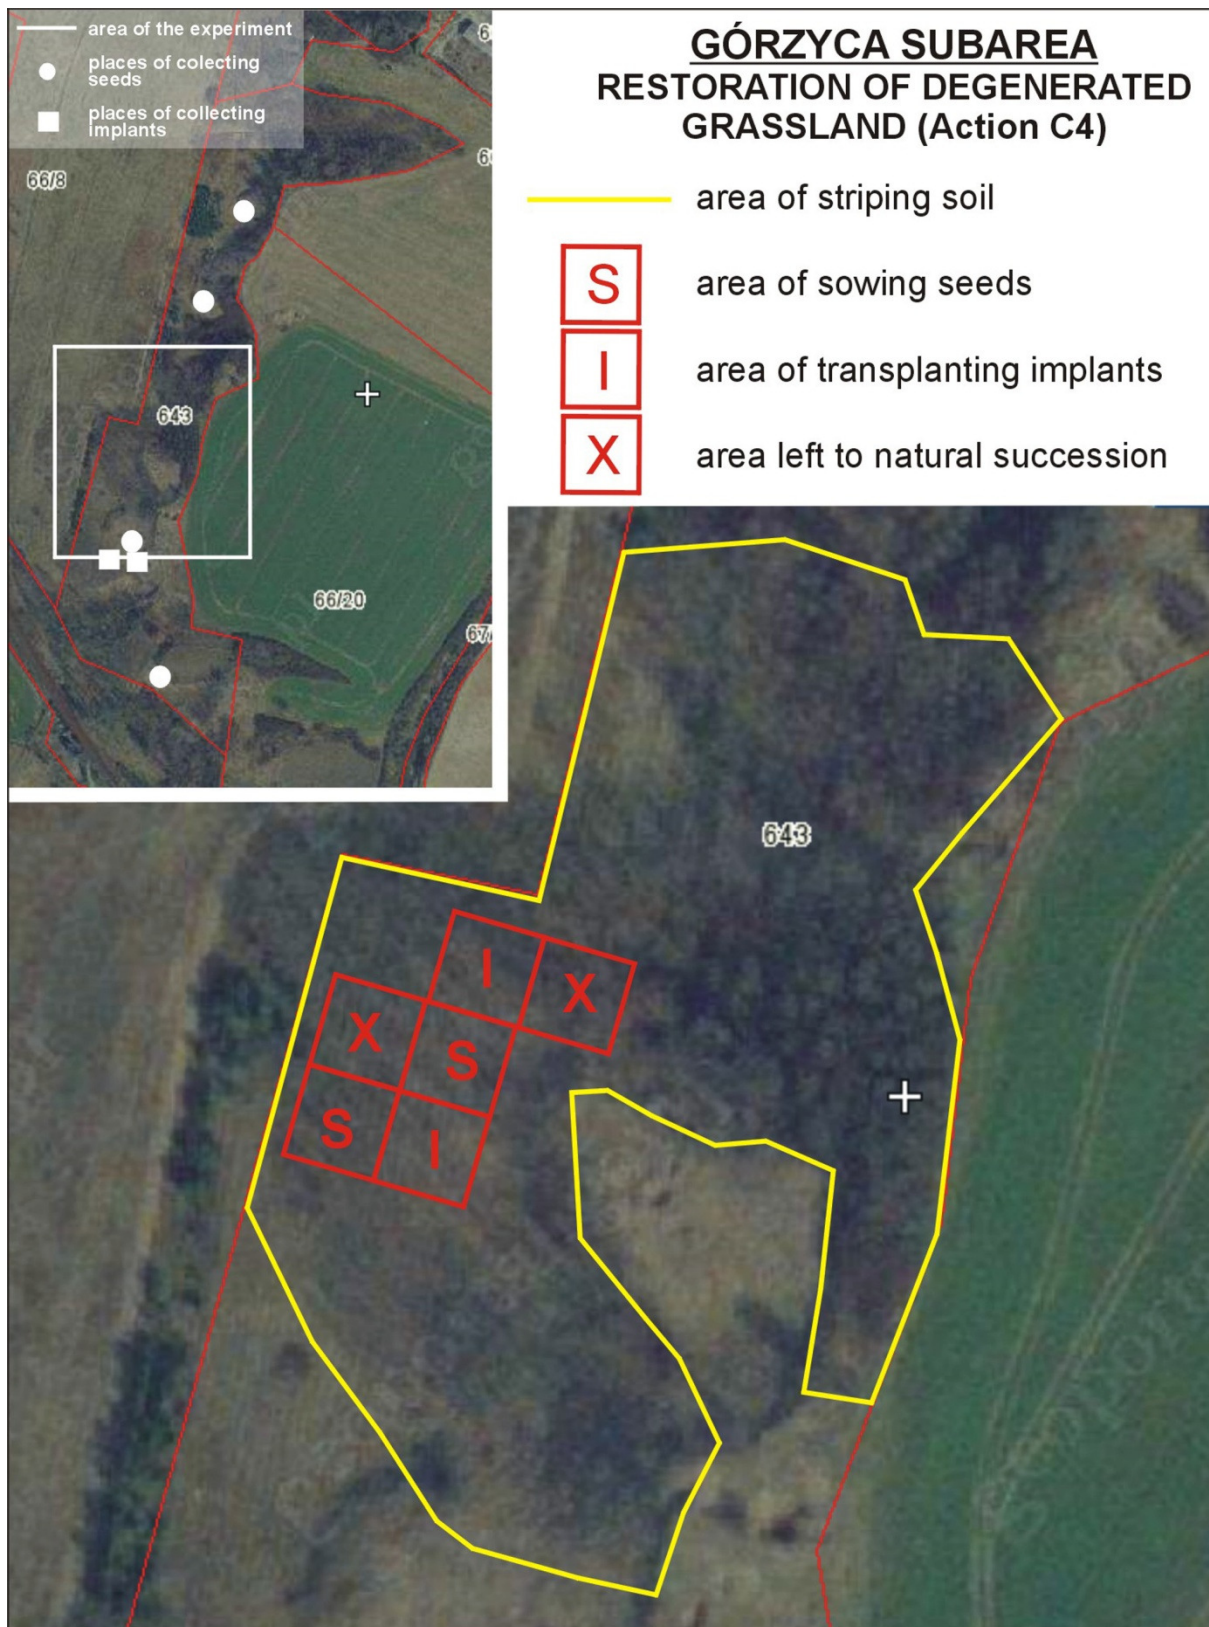 area of the experiment
places of colecting
seeds
places of collecting
implants
66/8
643
66/20
67/
GÓRZYCA SUBAREA
RESTORATION OF DEGENERATED
GRASSLAND (Action C4)
area of striping soil
S
area of sowing seeds
I
area of transplanting implants
X
area left to natural succession
643
I
X
X
S
S
I